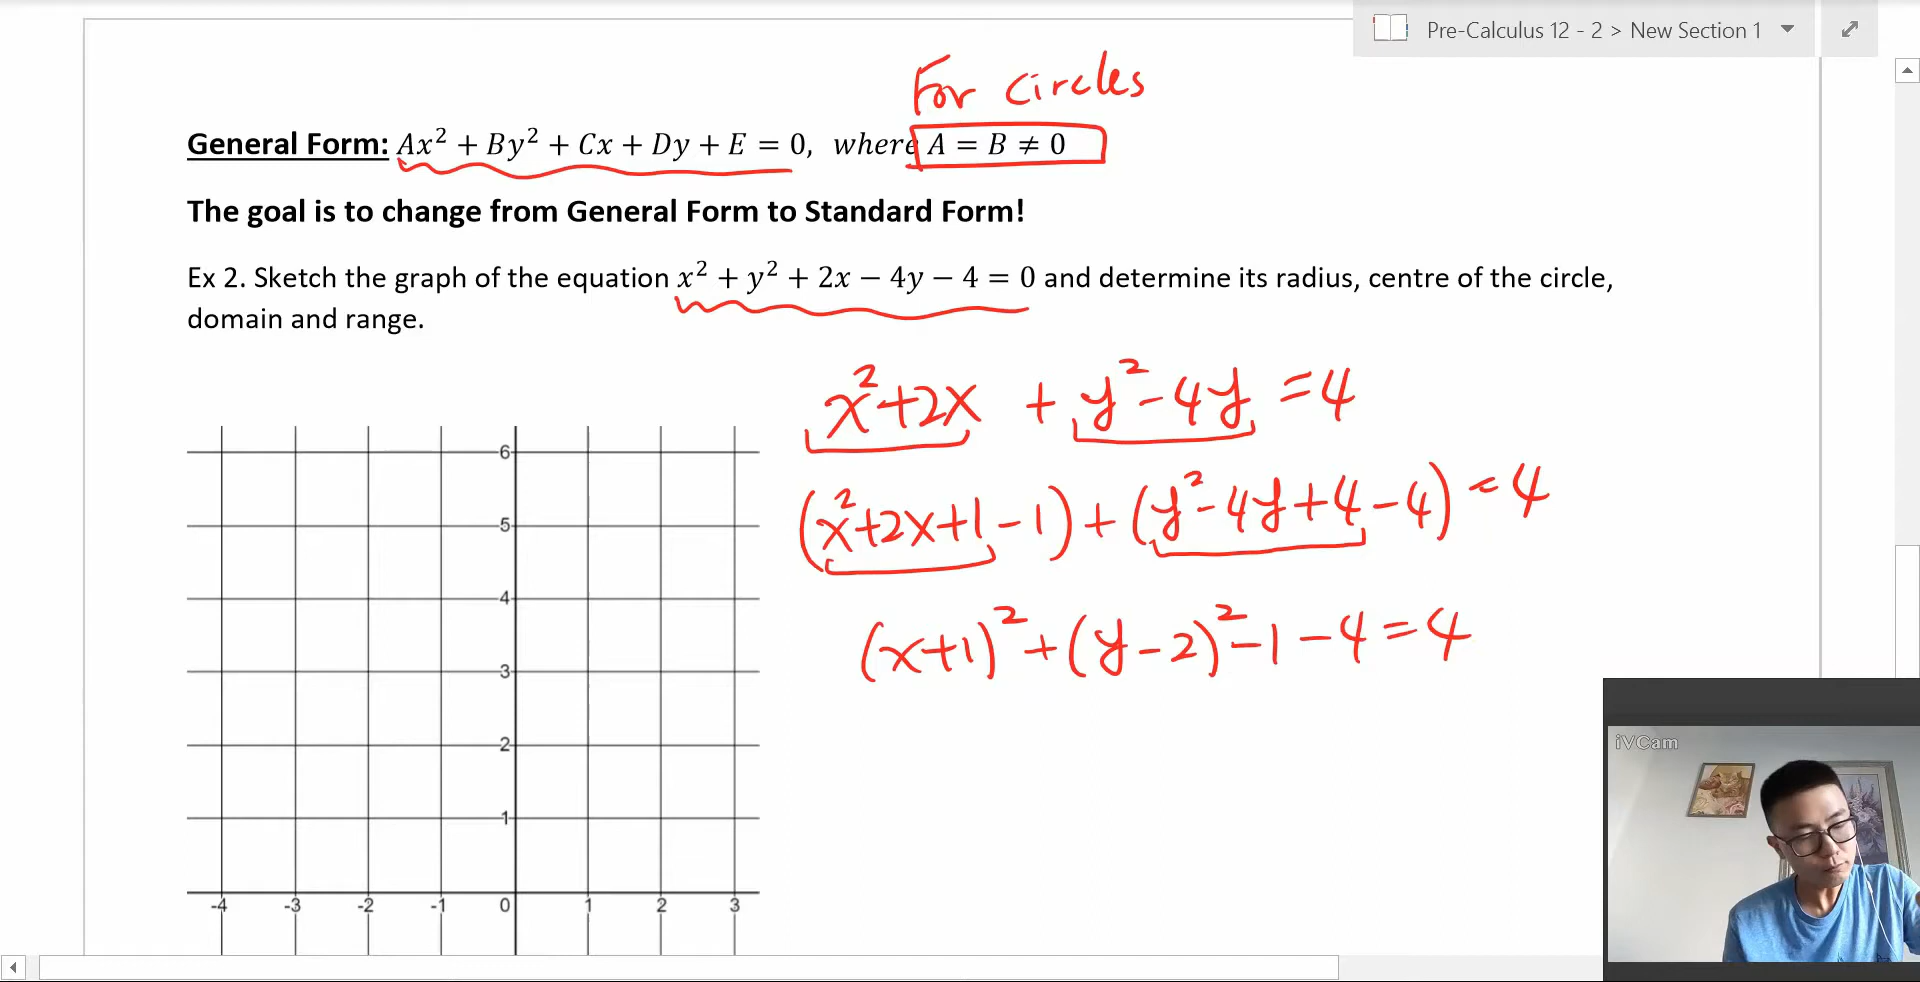 Pre-Calculus 12 - 2 > New Section 1
For Circles
General Form: Ax² + By² + Cx + Dy + E = 0, where A = B ≠ 0
The goal is to change from General Form to Standard Form!
Ex 2. Sketch the graph of the equation x² + y² + 2x − 4y − 4 = 0 and determine its radius, centre of the circle,
domain and range.
x²+2x + y²-4y = 4
(x²+2x+1-1)+(y²-4y+4-4) = 4
(x+1)²+(y-2)²-1-4=4
6
5
4
3
2
1
-4 -3 -2 -1 0 1 2 3
iVCam